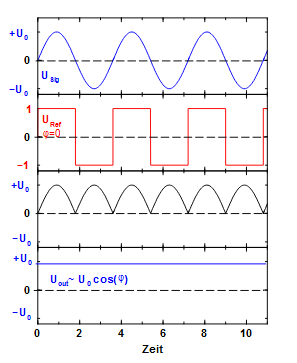 +U₀
0
U_Sig
−U₀
1
U_Ref
φ=0
0
−1
+U₀
0
−U₀
+U₀
U_out~ U₀ cos(φ)
0
−U₀
0 2 4 6 8 10
Zeit